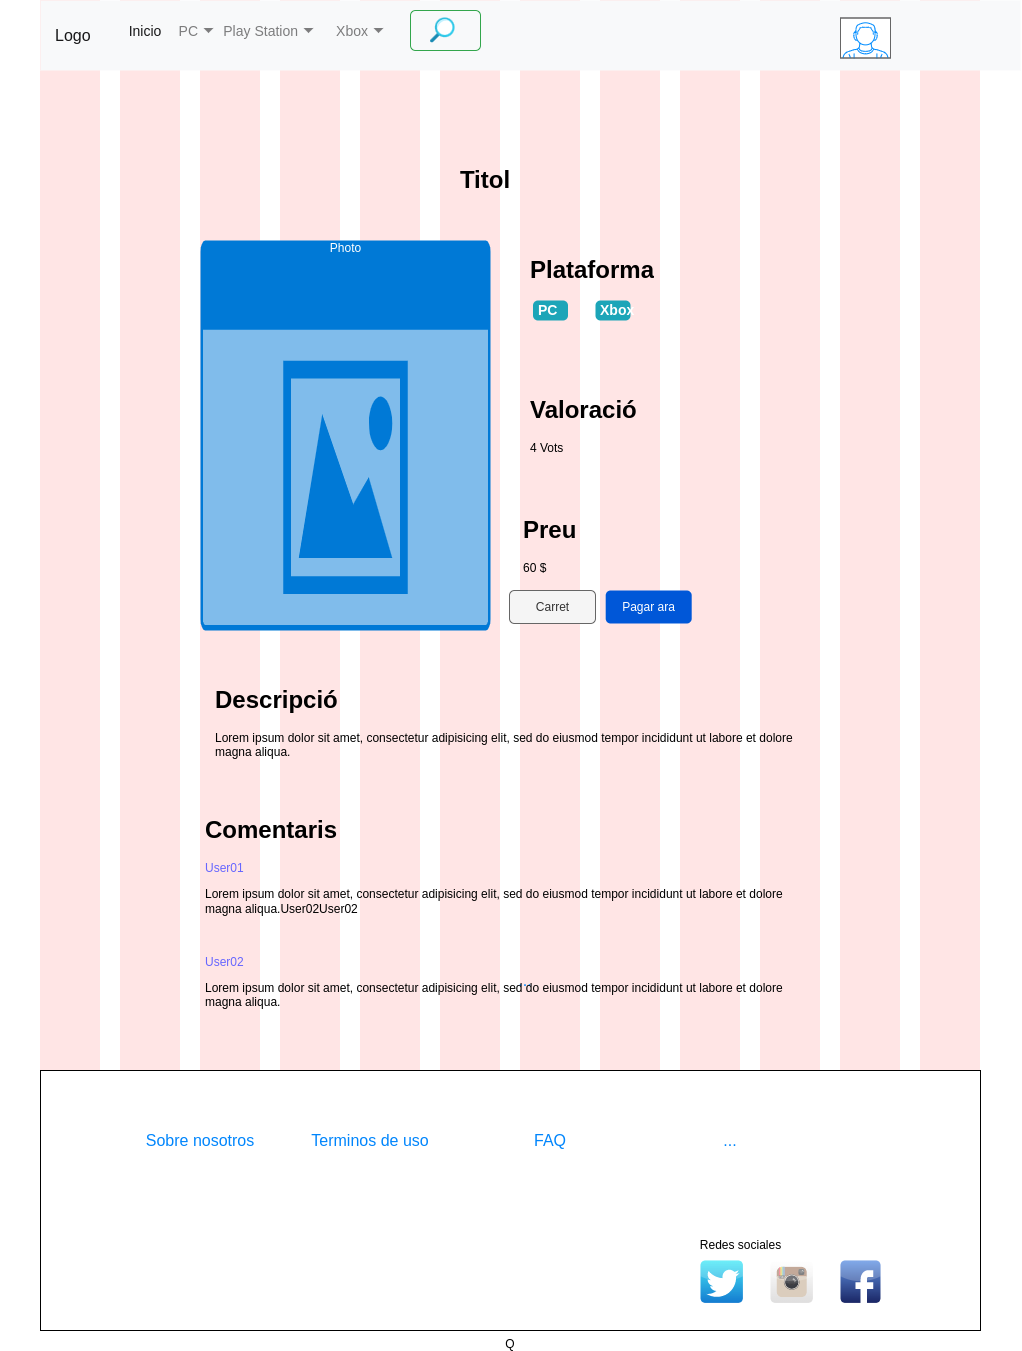 Logo Inicio PC Play Station Xbox
Titol
Photo
Plataforma
PC Xbox
Valoració
4 Vots
Preu
60 $
Carret Pagar ara
Descripció
Lorem ipsum dolor sit amet, consectetur adipisicing elit, sed do eiusmod tempor incididunt ut labore et dolore
magna aliqua.
Comentaris
User01
Lorem ipsum dolor sit amet, consectetur adipisicing elit, sed do eiusmod tempor incididunt ut labore et dolore
magna aliqua.User02User02
User02
Lorem ipsum dolor sit amet, consectetur adipisicing elit, sed do eiusmod tempor incididunt ut labore et dolore
magna aliqua.
Sobre nosotros Terminos de uso FAQ ...
Redes sociales
Q